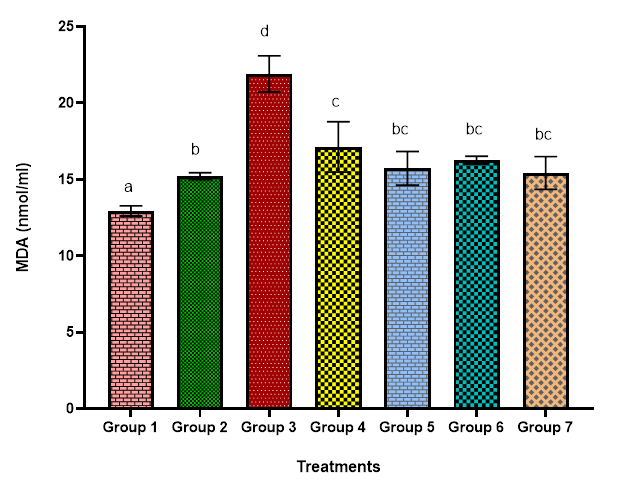 25
20
15
10
5
0
MDA (nmol/ml)
a
b
d
c
bc
bc
bc
Group 1 Group 2 Group 3 Group 4 Group 5 Group 6 Group 7
Treatments